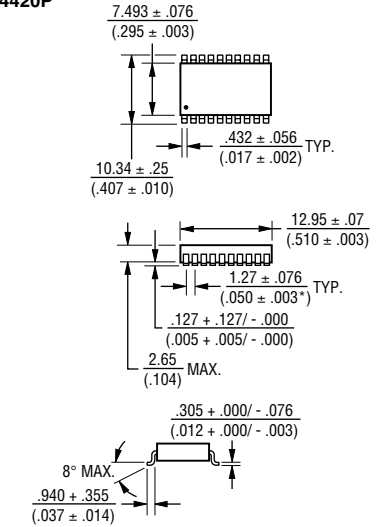 4420P
7.493 ± .076
(.295 ± .003)
.432 ± .056
(.017 ± .002)
TYP.
10.34 ± .25
(.407 ± .010)
12.95 ± .07
(.510 ± .003)
1.27 ± .076
(.050 ± .003*)
TYP.
.127 + .127/ - .000
(.005 + .005/ - .000)
2.65
(.104)
MAX.
.305 + .000/ - .076
(.012 + .000/ - .003)
8° MAX.
.940 + .355
(.037 ± .014)